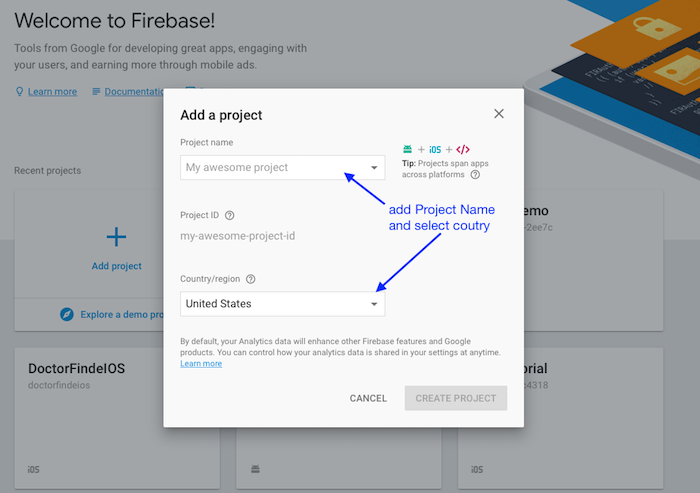 Welcome to Firebase!
Tools from Google for developing great apps, engaging with
your users, and earning more through mobile ads.
Learn more
Documentatio
Recent projects
Add project
Explore a demo pro
DoctorFindeIOS
doctorfindeios
iOS
emo
-2ee7c
orial
c4318
iOS
Add a project
Project name
My awesome project
+ iOS + </>
Tip: Projects span apps
across platforms
add Project Name
and select coutry
Project ID
my-awesome-project-id
Country/region
United States
By default, your Analytics data will enhance other Firebase features and Google
products. You can control how your analytics data is shared in your settings at anytime.
Learn more
CANCEL
CREATE PROJECT